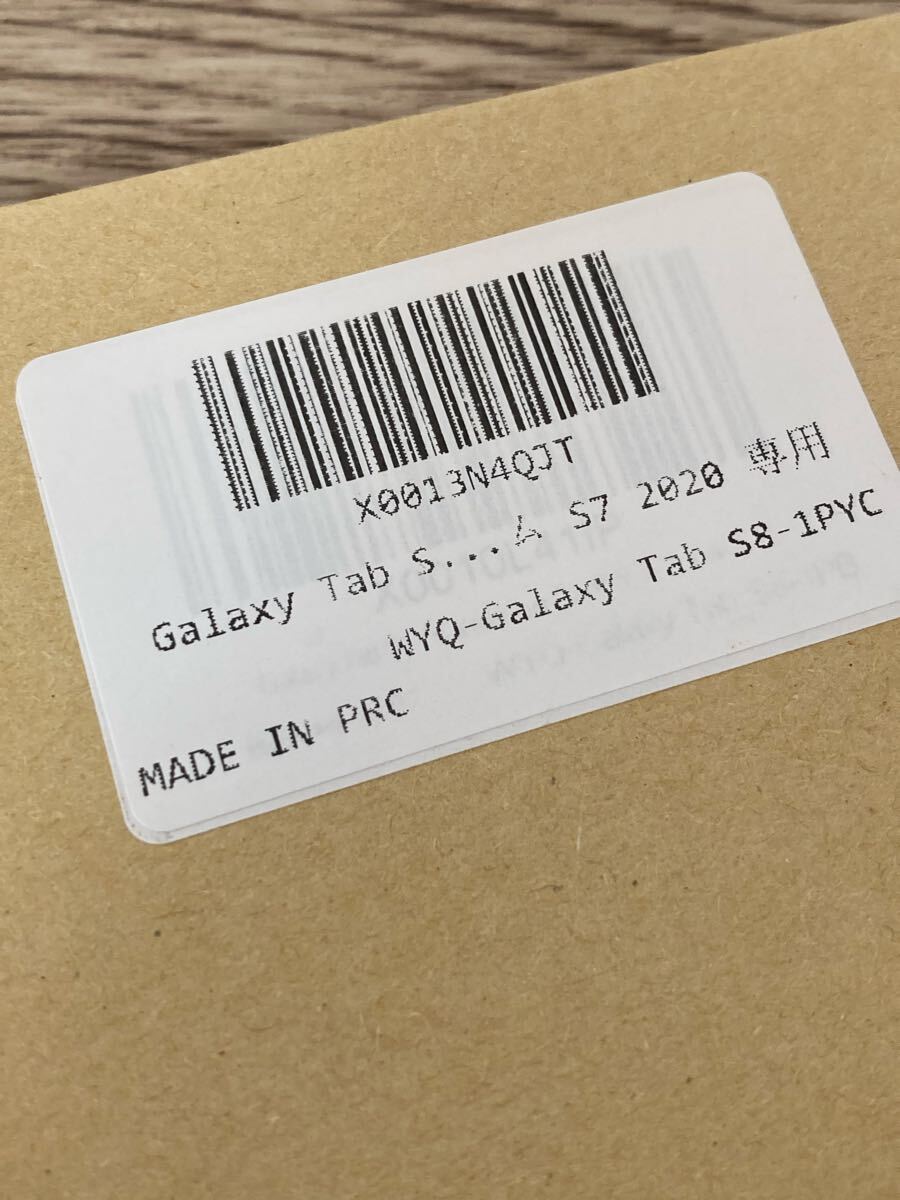 X0013N4QJT
Galaxy Tab S...ム S7 2020 専用
WYQ-Galaxy Tab S8-1PYC
MADE IN PRC